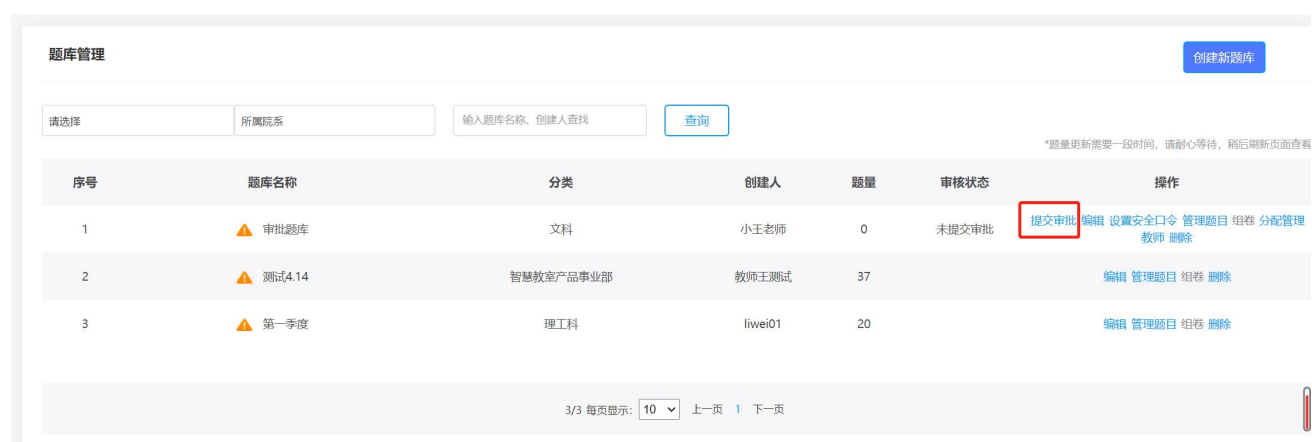 题库管理
创建新题库
请选择 所属院系 输入题库名称、创建人查找 查询
*题量更新需要一段时间，请耐心等待，稍后刷新页面查看
序号 题库名称 分类 创建人 题量 审核状态 操作
1 审批题库 文科 小王老师 0 未提交审批 提交审批 编辑 设置安全口令 管理题目 组卷 分配管理
教师 删除
2 测试4.14 智慧教室产品事业部 教师王测试 37 编辑 管理题目 组卷 删除
3 第一季度 理工科 liwei01 20 编辑 管理题目 组卷 删除
3/3 每页显示: 10 上一页 1 下一页